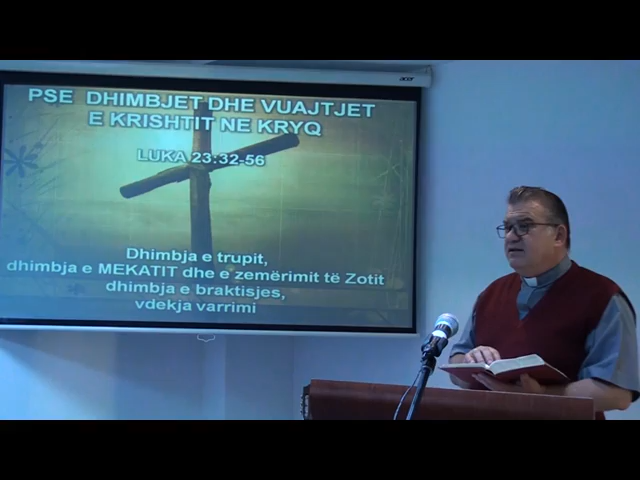 acer
PSE DHIMBJET DHE VUAJTJET
E KRISHTIT NE KRYQ
LUKA 23:32-56
Dhimbja e trupit,
dhimbja e MEKATIT dhe e zemërimit të Zotit
dhimbja e braktisjes,
vdekja varrimi